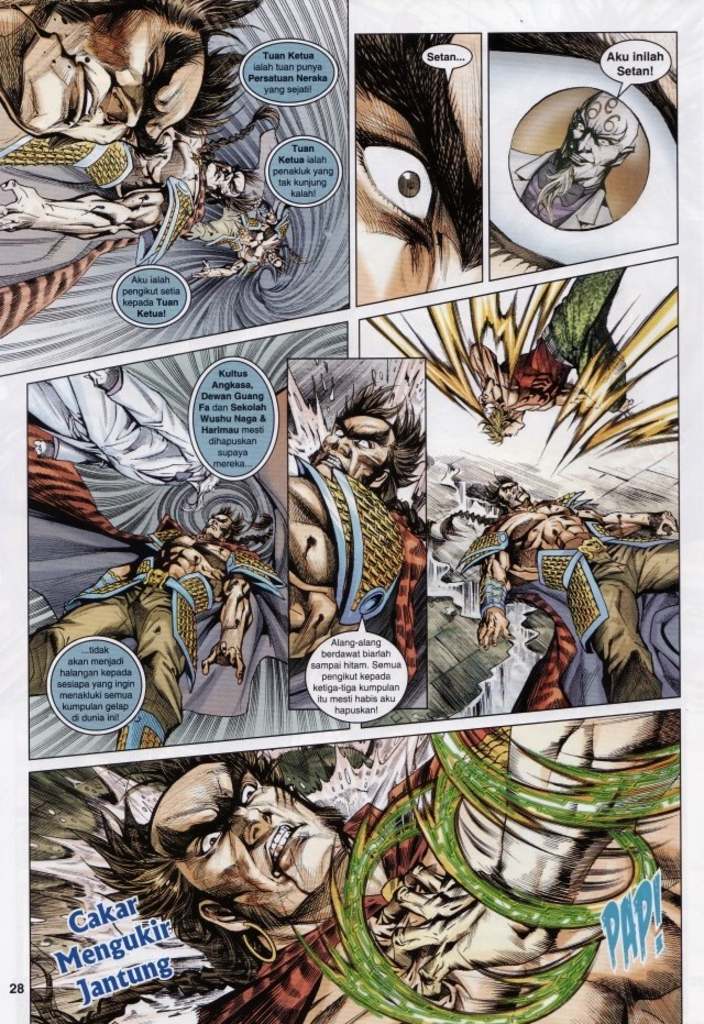 Tuan Ketua
ialah tuan punya
Persatuan Neraka
yang sejati!
Tuan
Ketua ialah
penakluk yang
tak kunjung
kalah!
Aku ialah
pengikut setia
kepada Tuan
Ketua!
Setan...
Aku inilah
Setan!
Kultus
Angkasa,
Dewan Guang
Fa dan Sekolah
Wushu Naga &
Harimau mesti
dihapuskan
supaya
mereka...
...tidak
akan menjadi
halangan kepada
sesiapa yang ingin
menakluki semua
kumpulan gelap
di dunia ini!
Alang-alang
berdawat biarlah
sampai hitam. Semua
pengikut kepada
ketiga-tiga kumpulan
itu mesti habis aku
hapuskan!
Cakar
Mengukir
Jantung
PAP!
28